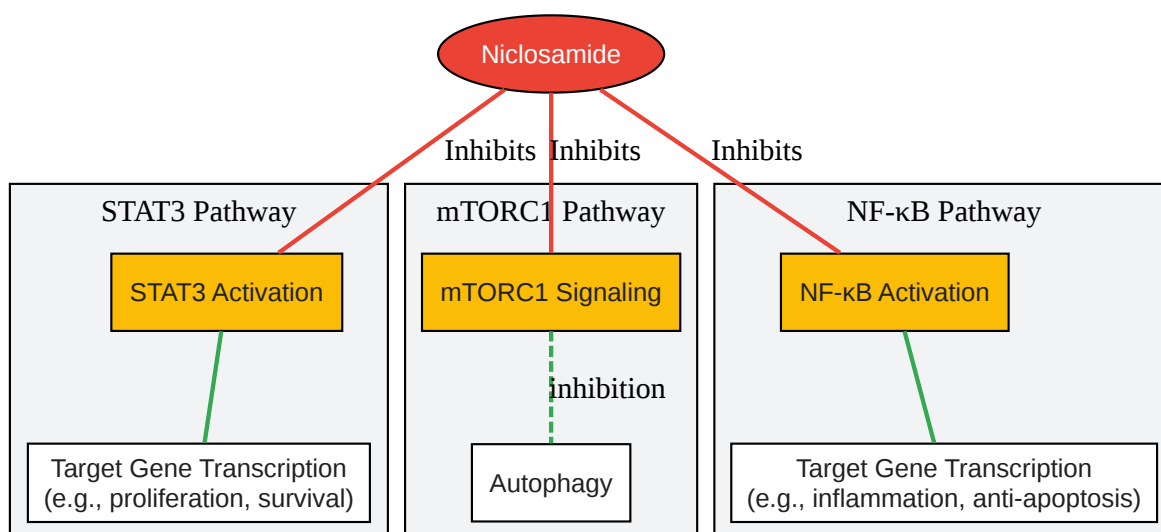 Niclosamide
Inhibits Inhibits Inhibits
STAT3 Pathway
mTORC1 Pathway
NF-κB Pathway
STAT3 Activation
mTORC1 Signaling
NF-κB Activation
inhibition
Target Gene Transcription
(e.g., proliferation, survival)
Autophagy
Target Gene Transcription
(e.g., inflammation, anti-apoptosis)